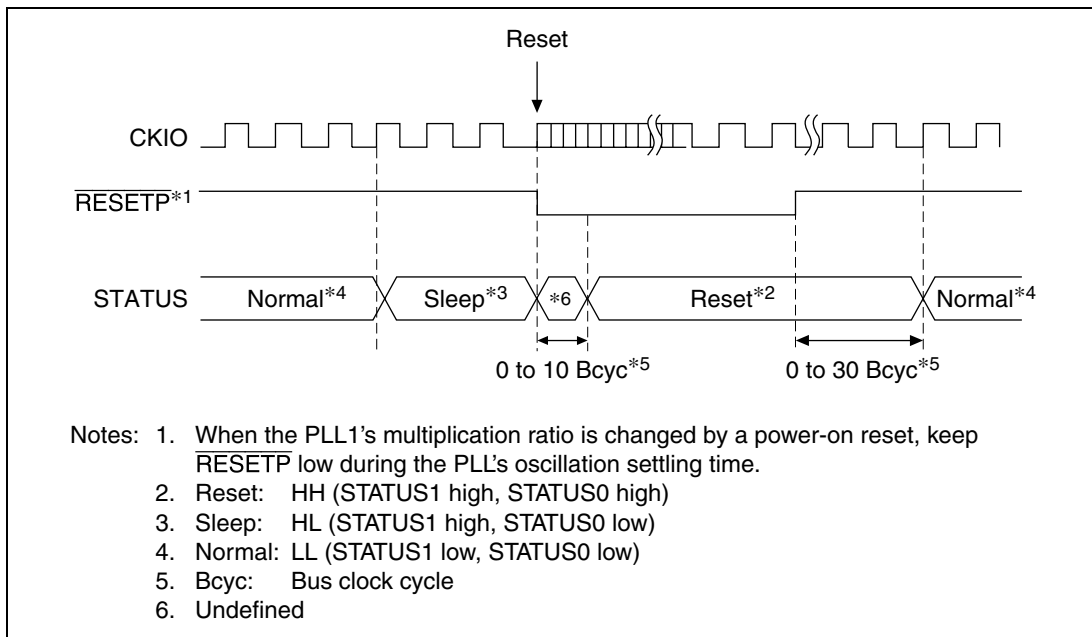 Reset
CKIO
RESETP*1
STATUS Normal*4 Sleep*3 *6 Reset*2 Normal*4
0 to 10 Bcyc*5 0 to 30 Bcyc*5
Notes: 1. When the PLL1's multiplication ratio is changed by a power-on reset, keep
RESETP low during the PLL's oscillation settling time.
2. Reset: HH (STATUS1 high, STATUS0 high)
3. Sleep: HL (STATUS1 high, STATUS0 low)
4. Normal: LL (STATUS1 low, STATUS0 low)
5. Bcyc: Bus clock cycle
6. Undefined